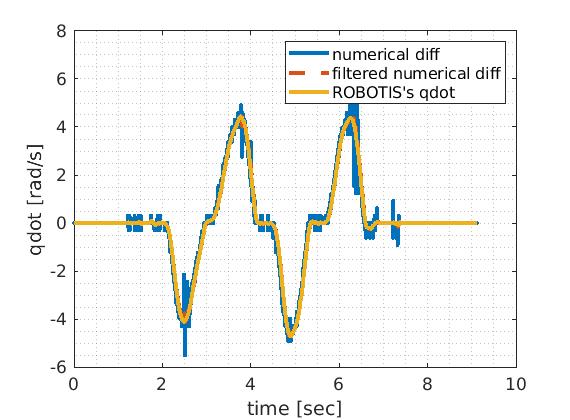 8
numerical diff
filtered numerical diff
ROBOTIS's qdot
6
4
2
0
-2
-4
-6
qdot [rad/s]
0 2 4 6 8 10
time [sec]